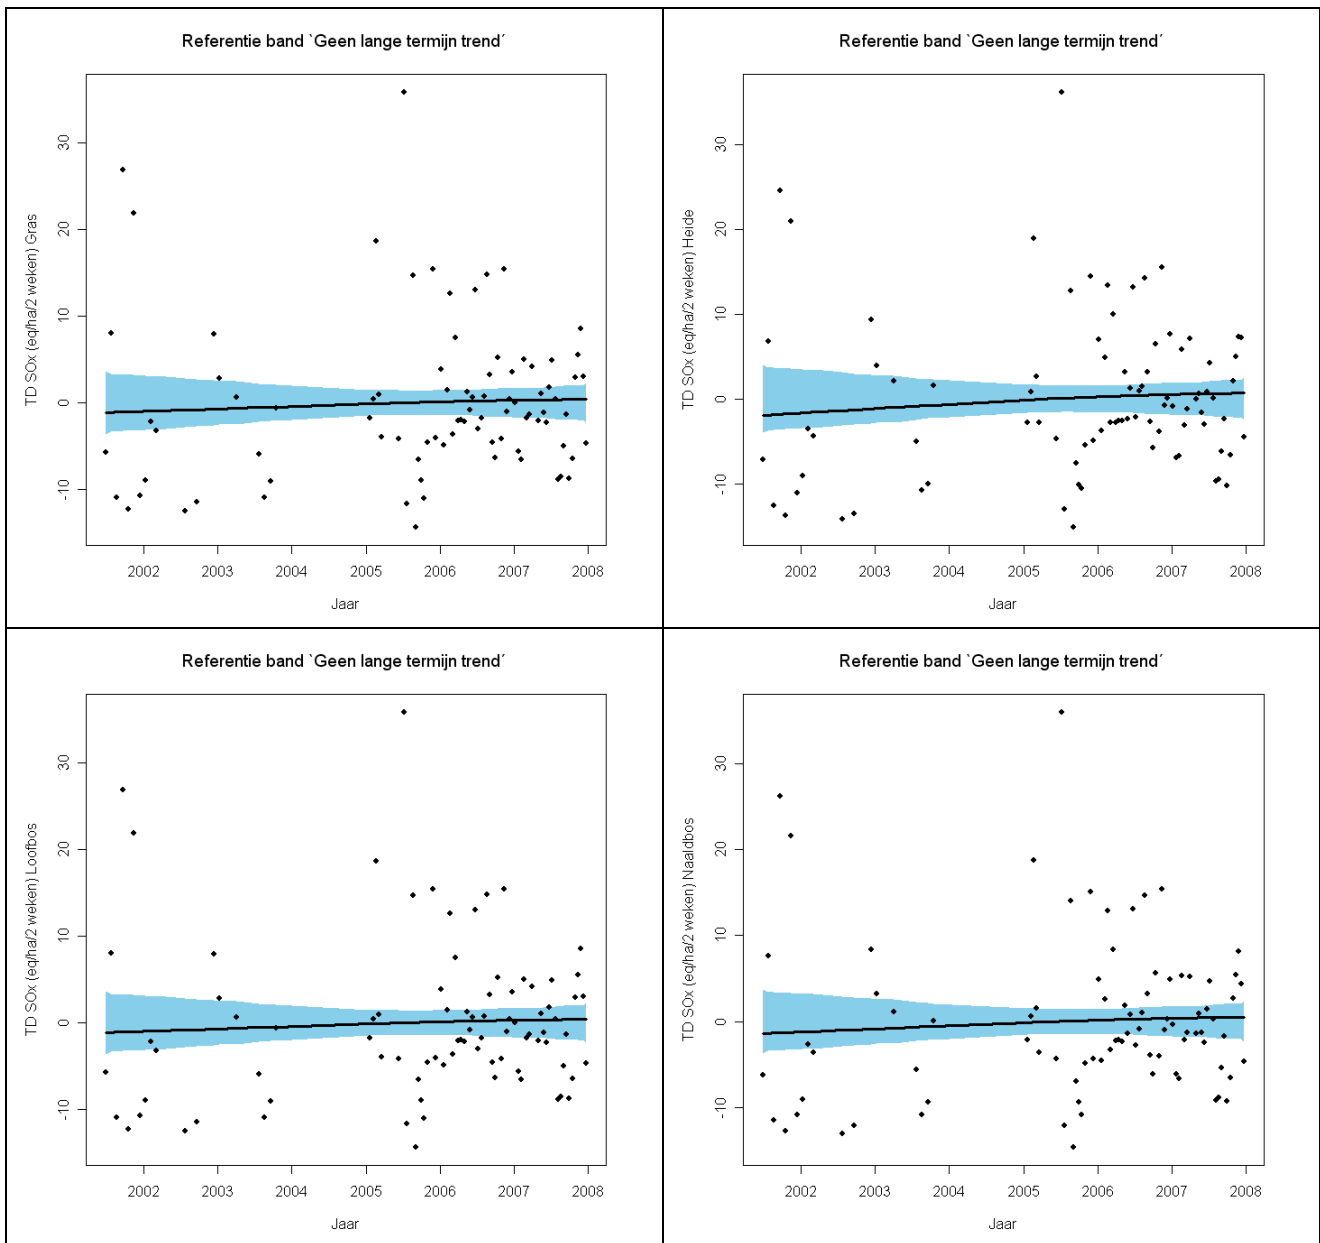 Referentie band `Geen lange termijn trend´
TD SOx (eq/ha/2 weken) Gras
30
20
10
0
-10
2002 2003 2004 2005 2006 2007 2008
Jaar
Referentie band `Geen lange termijn trend´
TD SOx (eq/ha/2 weken) Heide
30
20
10
0
-10
2002 2003 2004 2005 2006 2007 2008
Jaar
Referentie band `Geen lange termijn trend´
TD SOx (eq/ha/2 weken) Loofbos
30
20
10
0
-10
2002 2003 2004 2005 2006 2007 2008
Jaar
Referentie band `Geen lange termijn trend´
TD SOx (eq/ha/2 weken) Naaldbos
30
20
10
0
-10
2002 2003 2004 2005 2006 2007 2008
Jaar